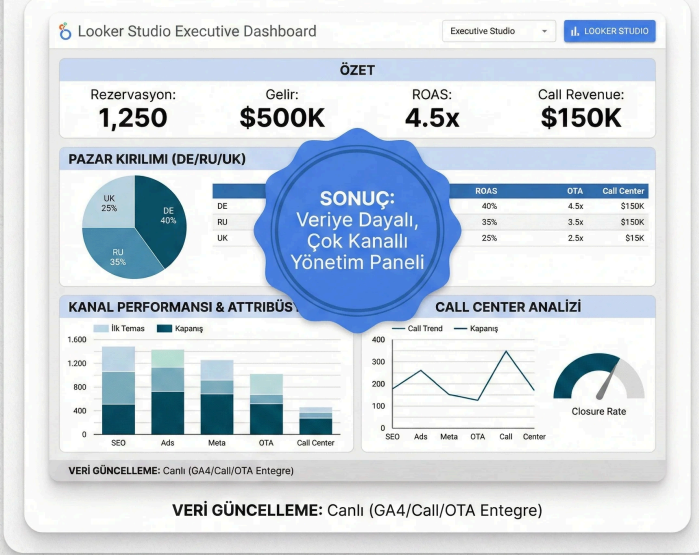 Looker Studio Executive Dashboard
Executive Studio
LOOKER STUDIO
ÖZET
Rezervasyon:
1,250
Gelir:
$500K
ROAS:
4.5x
Call Revenue:
$150K
PAZAR KIRILIMI (DE/RU/UK)
UK
25%
DE
40%
RU
35%
ROAS OTA Call Center
DE 40% 4.5x $150K
RU 35% 3.5x $150K
UK 25% 2.5x $15K
SONUÇ:
Veriye Dayalı,
Çok Kanallı
Yönetim Paneli
KANAL PERFORMANSI & ATTRIBÜS
İlk Temas Kapanış
1.600
1.200
800
400
0
SEO Ads Meta OTA Call Center
CALL CENTER ANALİZİ
Call Trend Kapanış
400
300
200
100
0
SEO Ads Meta OTA Call Center
Closure Rate
VERİ GÜNCELLEME: Canlı (GA4/Call/OTA Entegre)
VERİ GÜNCELLEME: Canlı (GA4/Call/OTA Entegre)